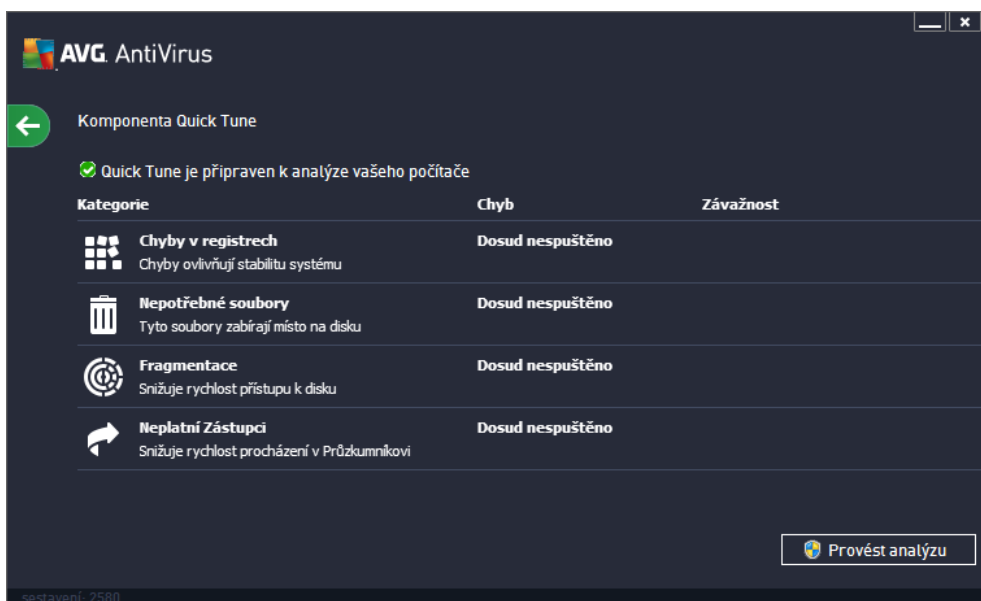 AVG. AntiVirus
Komponenta Quick Tune
Quick Tune je připraven k analýze vašeho počítače
Kategorie Chyb Závažnost
Chyby v registrech Dosud nespuštěno
Chyby ovlivňují stabilitu systému
Nepotřebné soubory Dosud nespuštěno
Tyto soubory zabírají místo na disku
Fragmentace Dosud nespuštěno
Snižuje rychlost přístupu k disku
Neplatní Zástupci Dosud nespuštěno
Snižuje rychlost procházení v Průzkumníkovi
Provést analýzu
sestavení- 2580